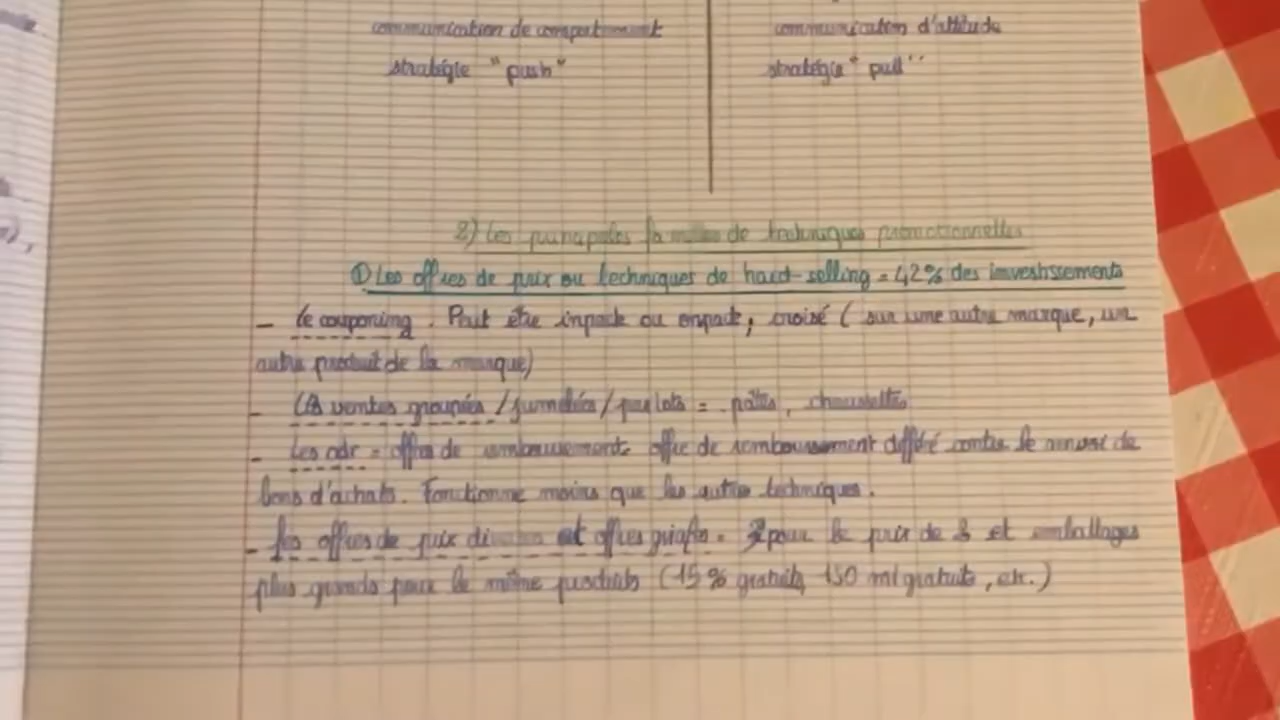 communication de comportement
communication d'attitude
stratégie "push"
stratégie "pull"
2) Les principales familles de techniques promotionnelles
① Les offres de prix ou techniques de hard-selling = 42% des investissements
- le couponing. Peut être inpack ou onpack, croisé (sur une autre marque, un
autre produit de la marque)
- Les ventes groupées / jumelées / par lots = pâtes, chaussettes
- Les odr = offres de remboursement offre de remboursement différé contre le renvoi de
bons d'achats. Fonctionne moins que les autres techniques.
- Les offres de prix et offres = 3 pour le prix de 2 et emballages
plus grands pour le même produits (15% gratuits, 150 ml gratuits, etc.)